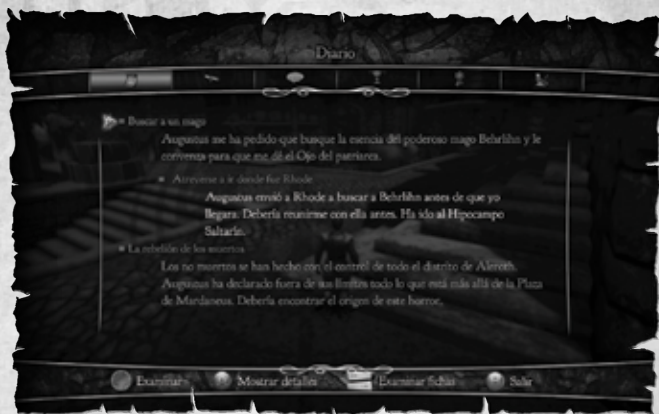 Diario
Buscar a un mago
Augustus me ha pedido que busque la esencia del poderoso mago Behrlihn y le
convenza para que me dé el Ojo del patriarca.
Atreverse a ir donde fue Rhode
Augustus envió a Rhode a buscar a Behrlihn antes de que yo
llegara. Debería reunirme con ella antes. Ha ido al Hipocampo
Saltarín.
La rebelión de los muertos
Los no muertos se han hecho con el control de todo el distrito de Aleroth.
Augustus ha declarado fuera de sus límites todo lo que está más allá de la Plaza
de Mardaneus. Debería encontrar el origen de este horror.
Examinar
Mostrar detalles
Examinar fichas
Salir